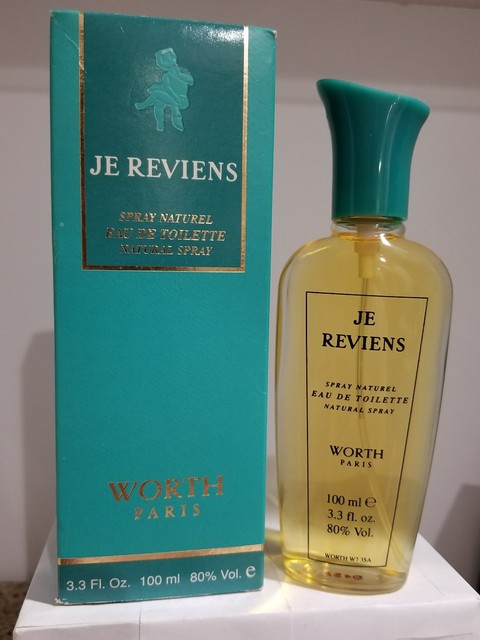 JE REVIENS
SPRAY NATUREL
EAU DE TOILETTE
NATURAL SPRAY
WORTH
PARIS
3.3 Fl. Oz. 100 ml 80% Vol. ℮
JE
REVIENS
SPRAY NATUREL
EAU DE TOILETTE
NATURAL SPRAY
WORTH
PARIS
100 ml ℮
3.3 fl. oz.
80% Vol.
WORTH